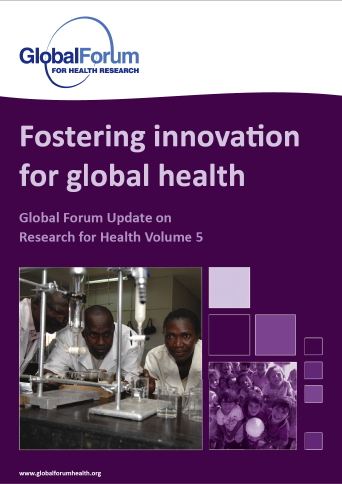 GlobalForum
FOR HEALTH RESEARCH
Fostering innovation
for global health
Global Forum Update on
Research for Health Volume 5
www.globalforumhealth.org